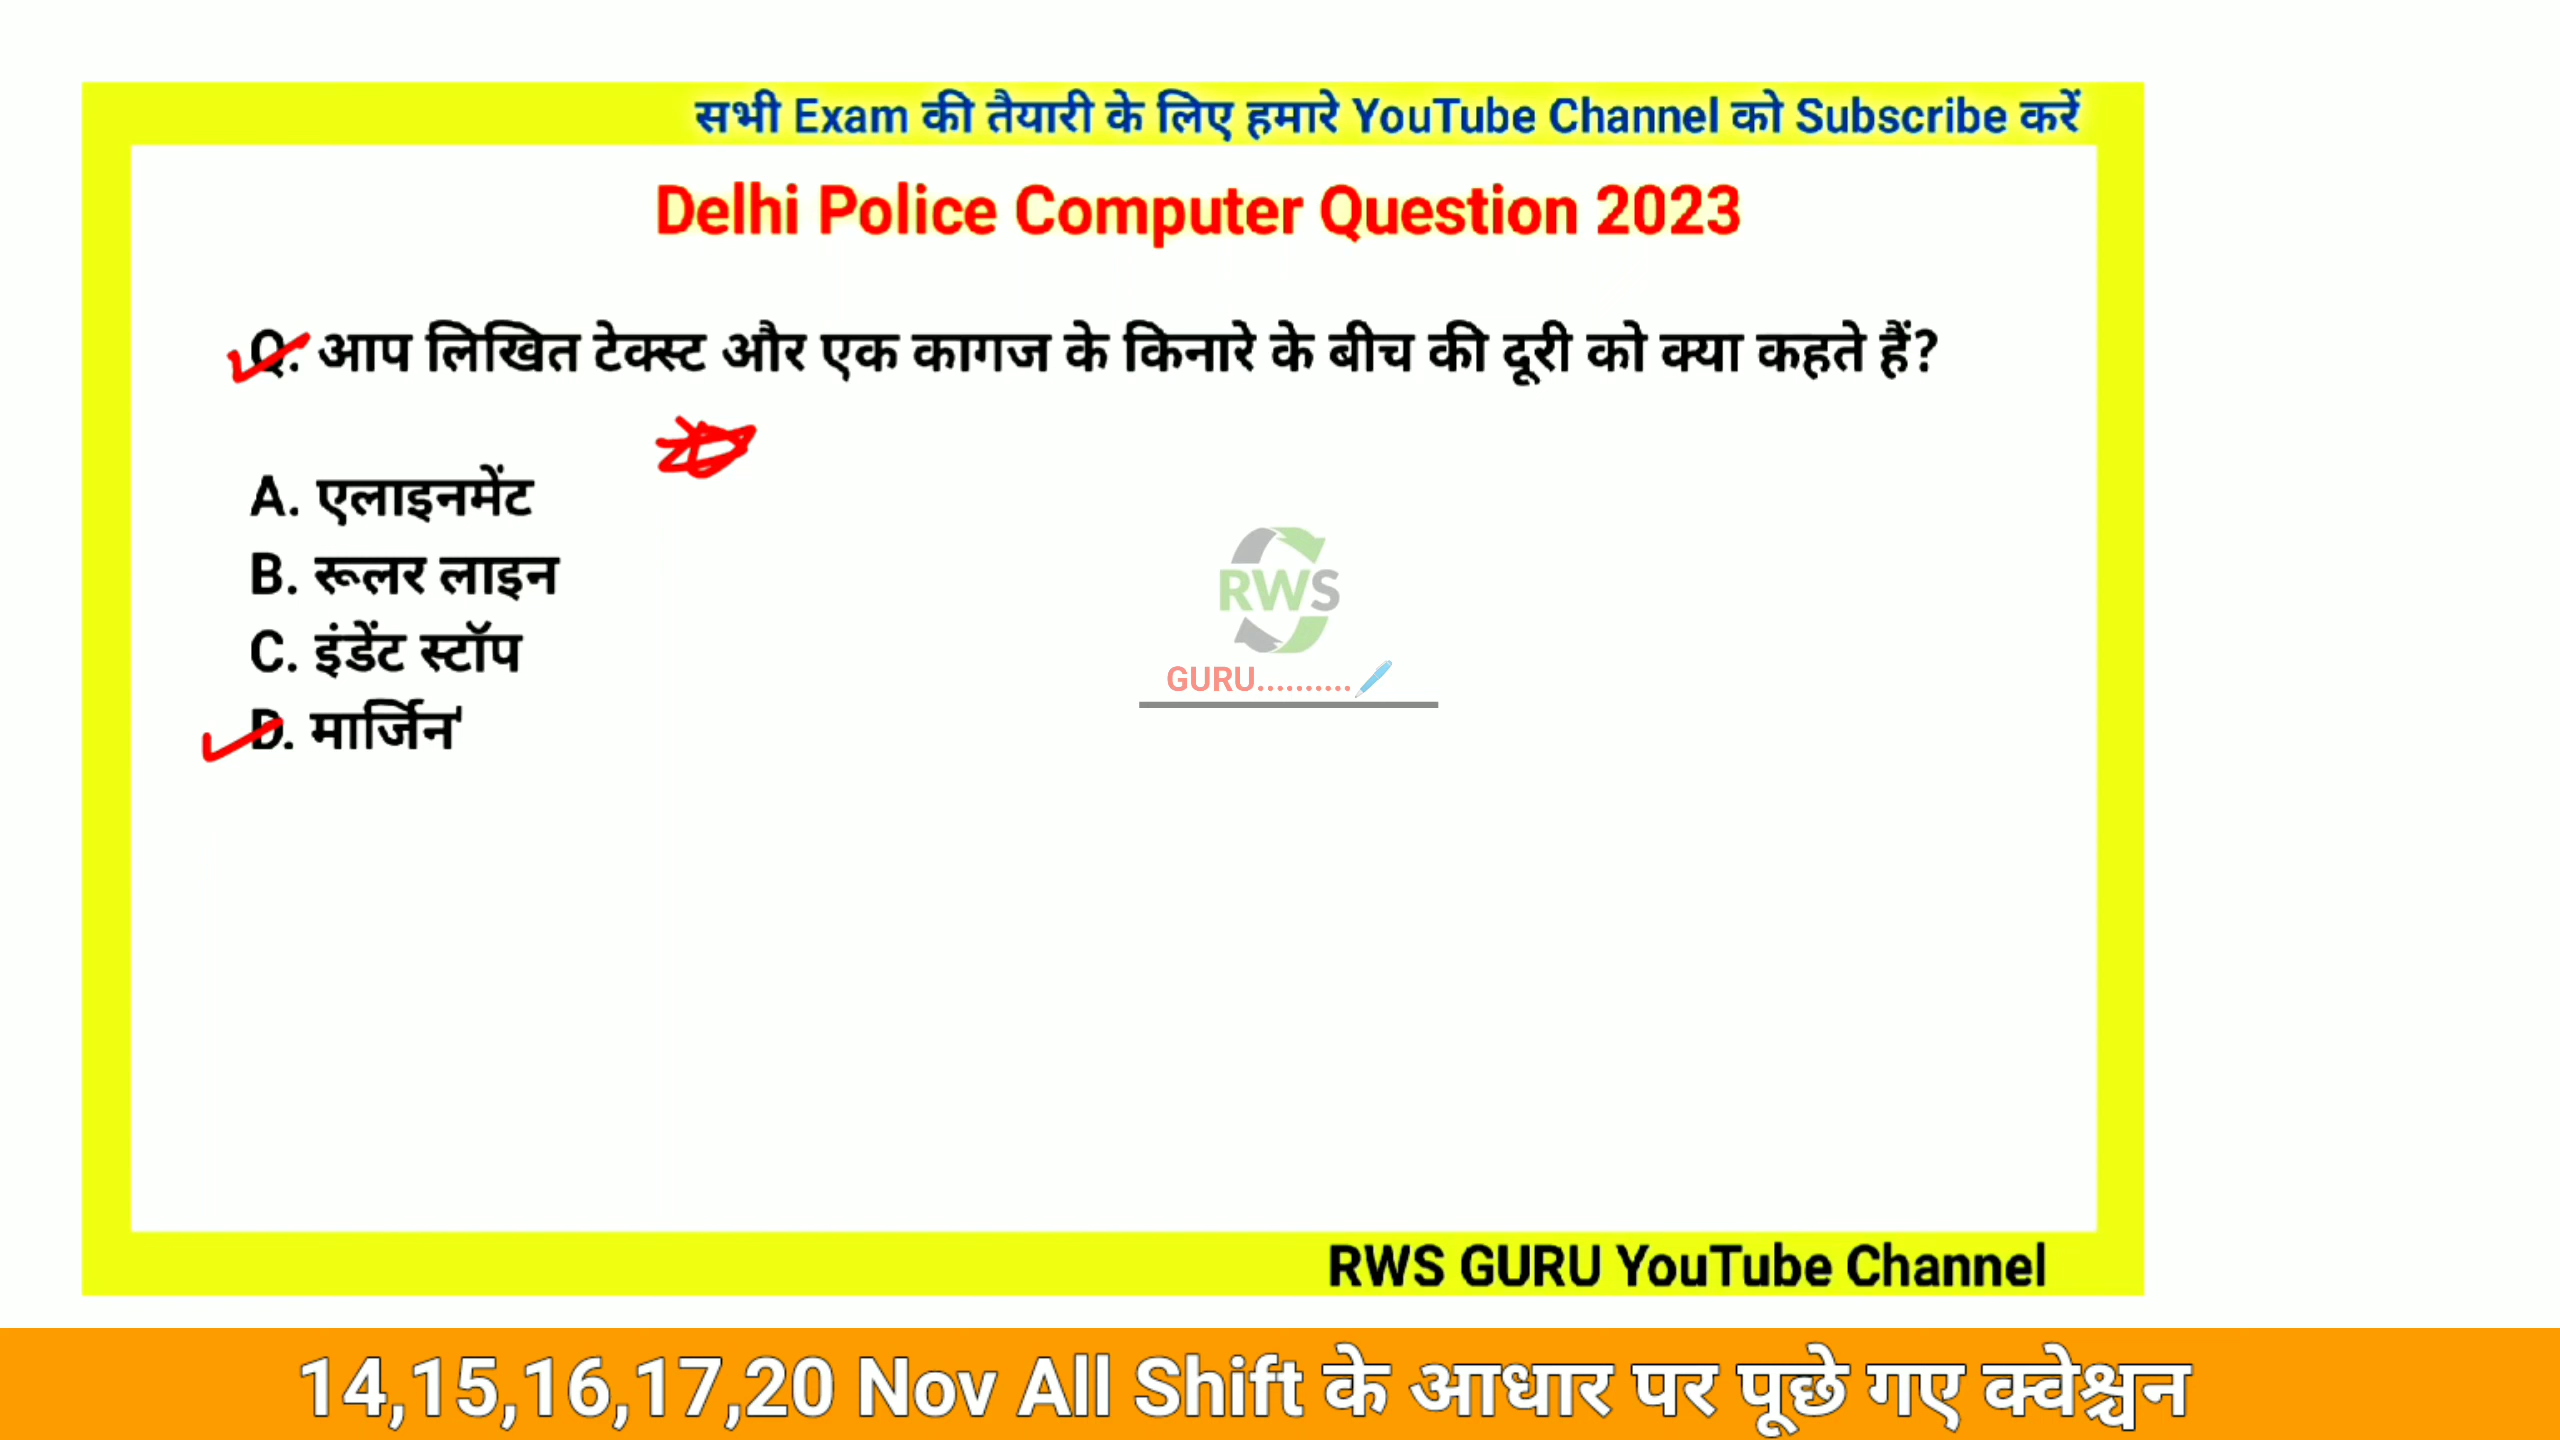 सभी Exam की तैयारी के लिए हमारे YouTube Channel को Subscribe करें
Delhi Police Computer Question 2023
Q. आप लिखित टेक्स्ट और एक कागज के किनारे के बीच की दूरी को क्या कहते हैं?
A. एलाइनमेंट
B. रूलर लाइन
C. इंडेंट स्टॉप
D. मार्जिन'
RWS
GURU..........
RWS GURU YouTube Channel
14,15,16,17,20 Nov All Shift के आधार पर पूछे गए क्वेश्चन